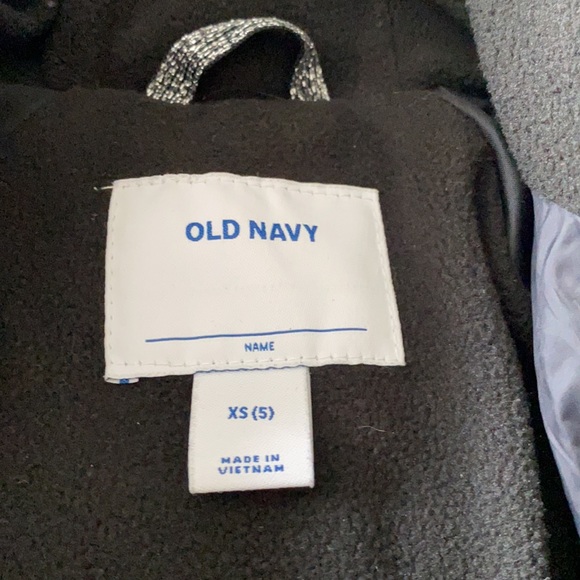 OLD NAVY
NAME
XS (5)
MADE IN
VIETNAM